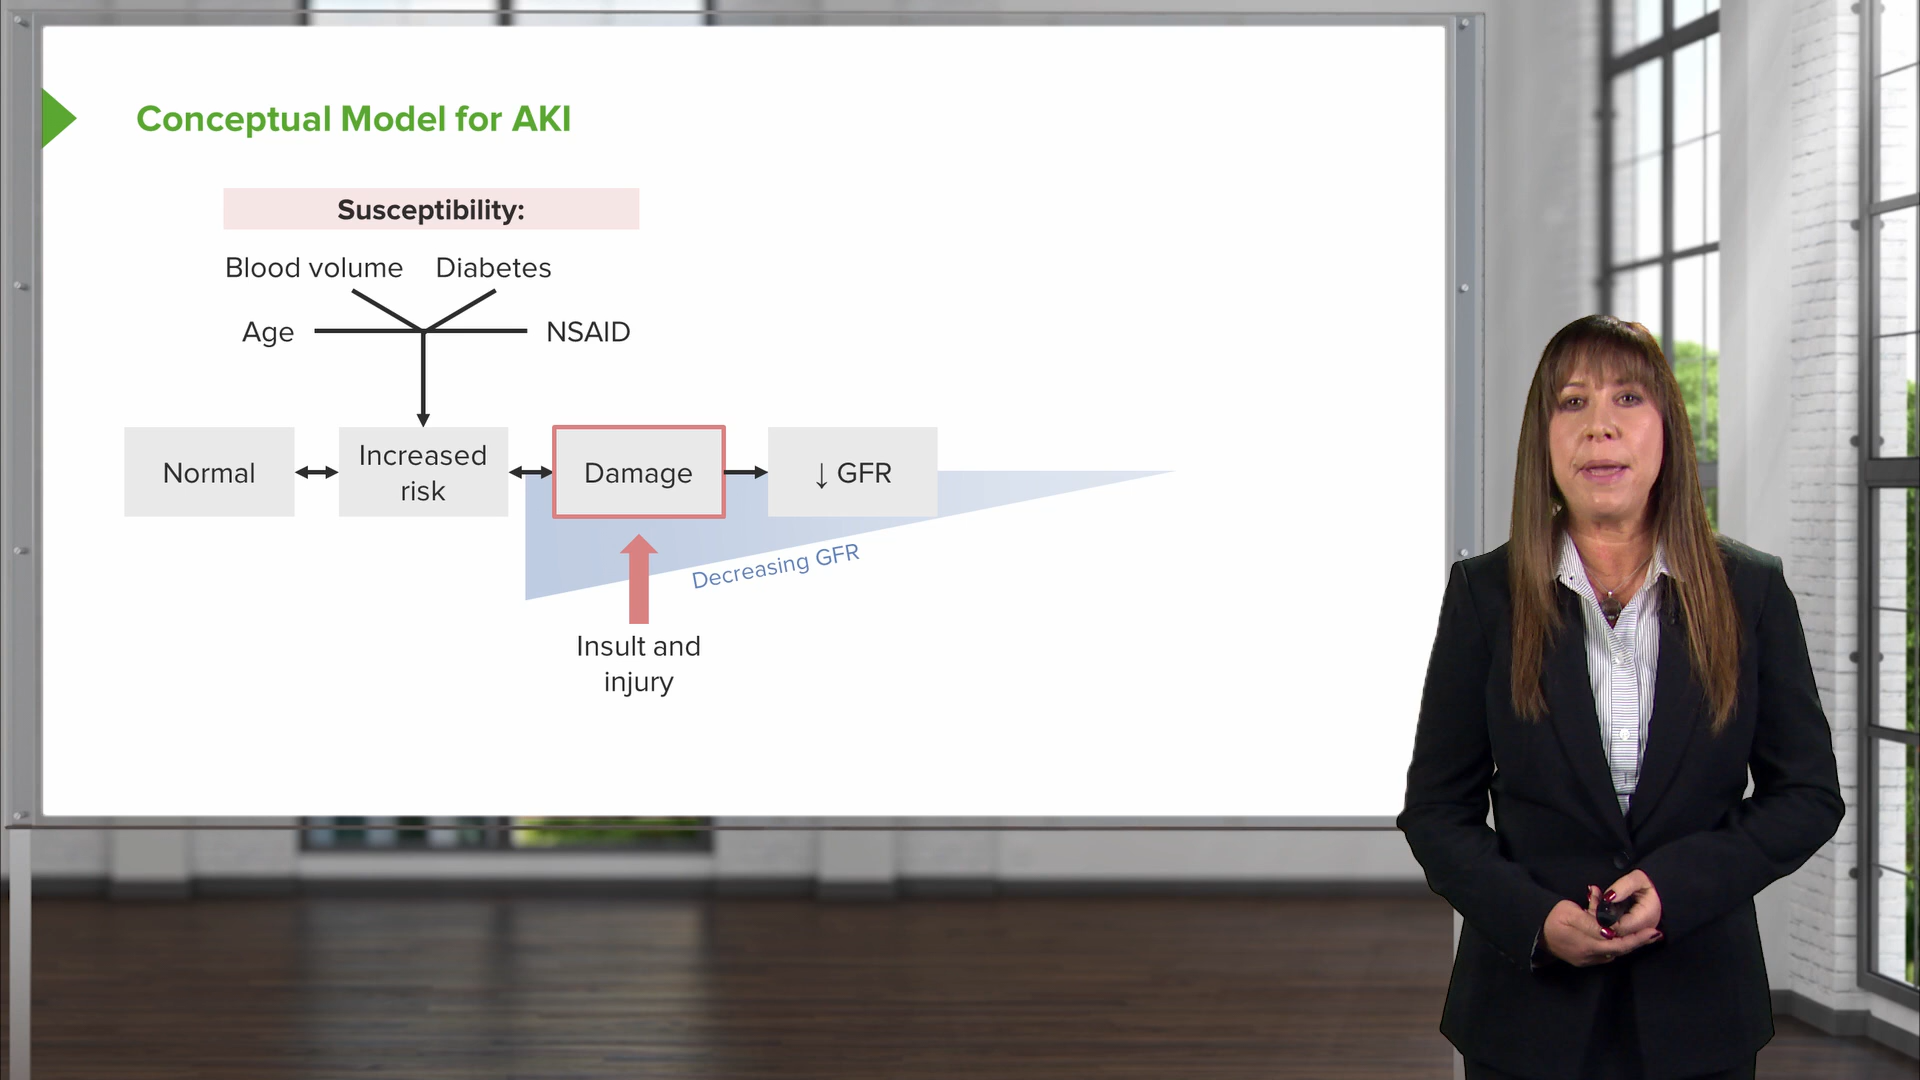 Conceptual Model for AKI
Susceptibility:
Blood volume Diabetes
Age NSAID
Normal
Increased
risk
Damage
↓ GFR
Decreasing GFR
Insult and
injury